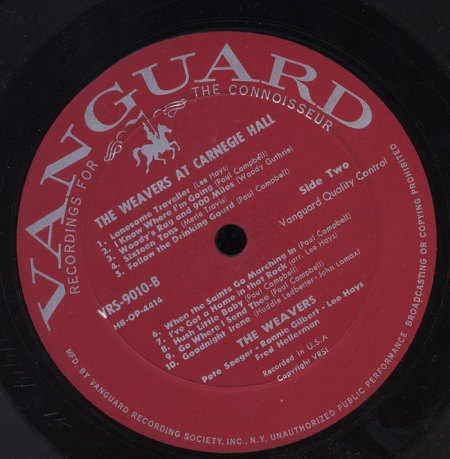 VANGUARD
RECORDINGS FOR THE CONNOISSEUR
THE WEAVERS AT CARNEGIE HALL
1. Lonesome Traveller (Lee Hays)
2. I Know Where I'm Going (Paul Campbell)
3. Woody's Rag and 900 Miles (Woody Guthrie)
4. Sixteen Tons (Merle Travis)
5. Follow the Drinking Gourd (Paul Campbell)
Side Two
Vanguard Quality Control
VRS-9010-B
H8-OP-4414
6. When the Saints Go Marching In (Paul Campbell)
7. I've Got a Home in that Rock (arr. Lee Hays)
8. Hush Little Baby (Paul Campbell)
9. Go Where I Send Thee
10. Goodnight Irene (Huddie Ledbetter-John Lomax)
THE WEAVERS
Pete Seeger - Ronnie Gilbert - Lee Hays
Fred Hellerman
Recorded in U.S.A
Copyright VRSI
MFD. BY VANGUARD RECORDING SOCIETY, INC., N.Y. UNAUTHORIZED PUBLIC PERFORMANCE, BROADCASTING OR COPYING PROHIBITED